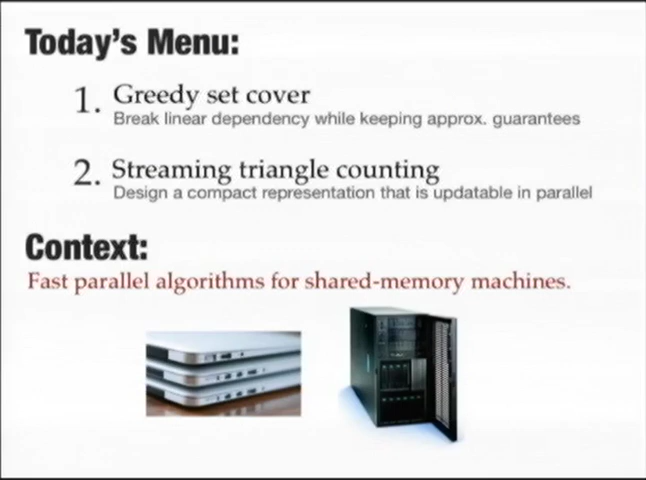 Today's Menu:
1. Greedy set cover
Break linear dependency while keeping approx. guarantees
2. Streaming triangle counting
Design a compact representation that is updatable in parallel
Context:
Fast parallel algorithms for shared-memory machines.